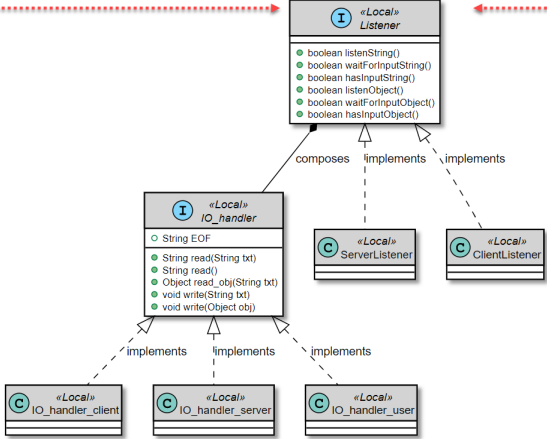 I
«Local»
Listener
boolean listenString()
boolean waitForInputString()
boolean hasInputString()
boolean listenObject()
boolean waitForInputObject()
boolean hasInputObject()
composes
implements
implements
I
«Local»
IO_handler
String EOF
String read(String txt)
String read()
Object read_obj(String txt)
void write(String txt)
void write(Object obj)
C
«Local»
ServerListener
C
«Local»
ClientListener
implements
implements
implements
C
«Local»
IO_handler_client
C
«Local»
IO_handler_server
C
«Local»
IO_handler_user